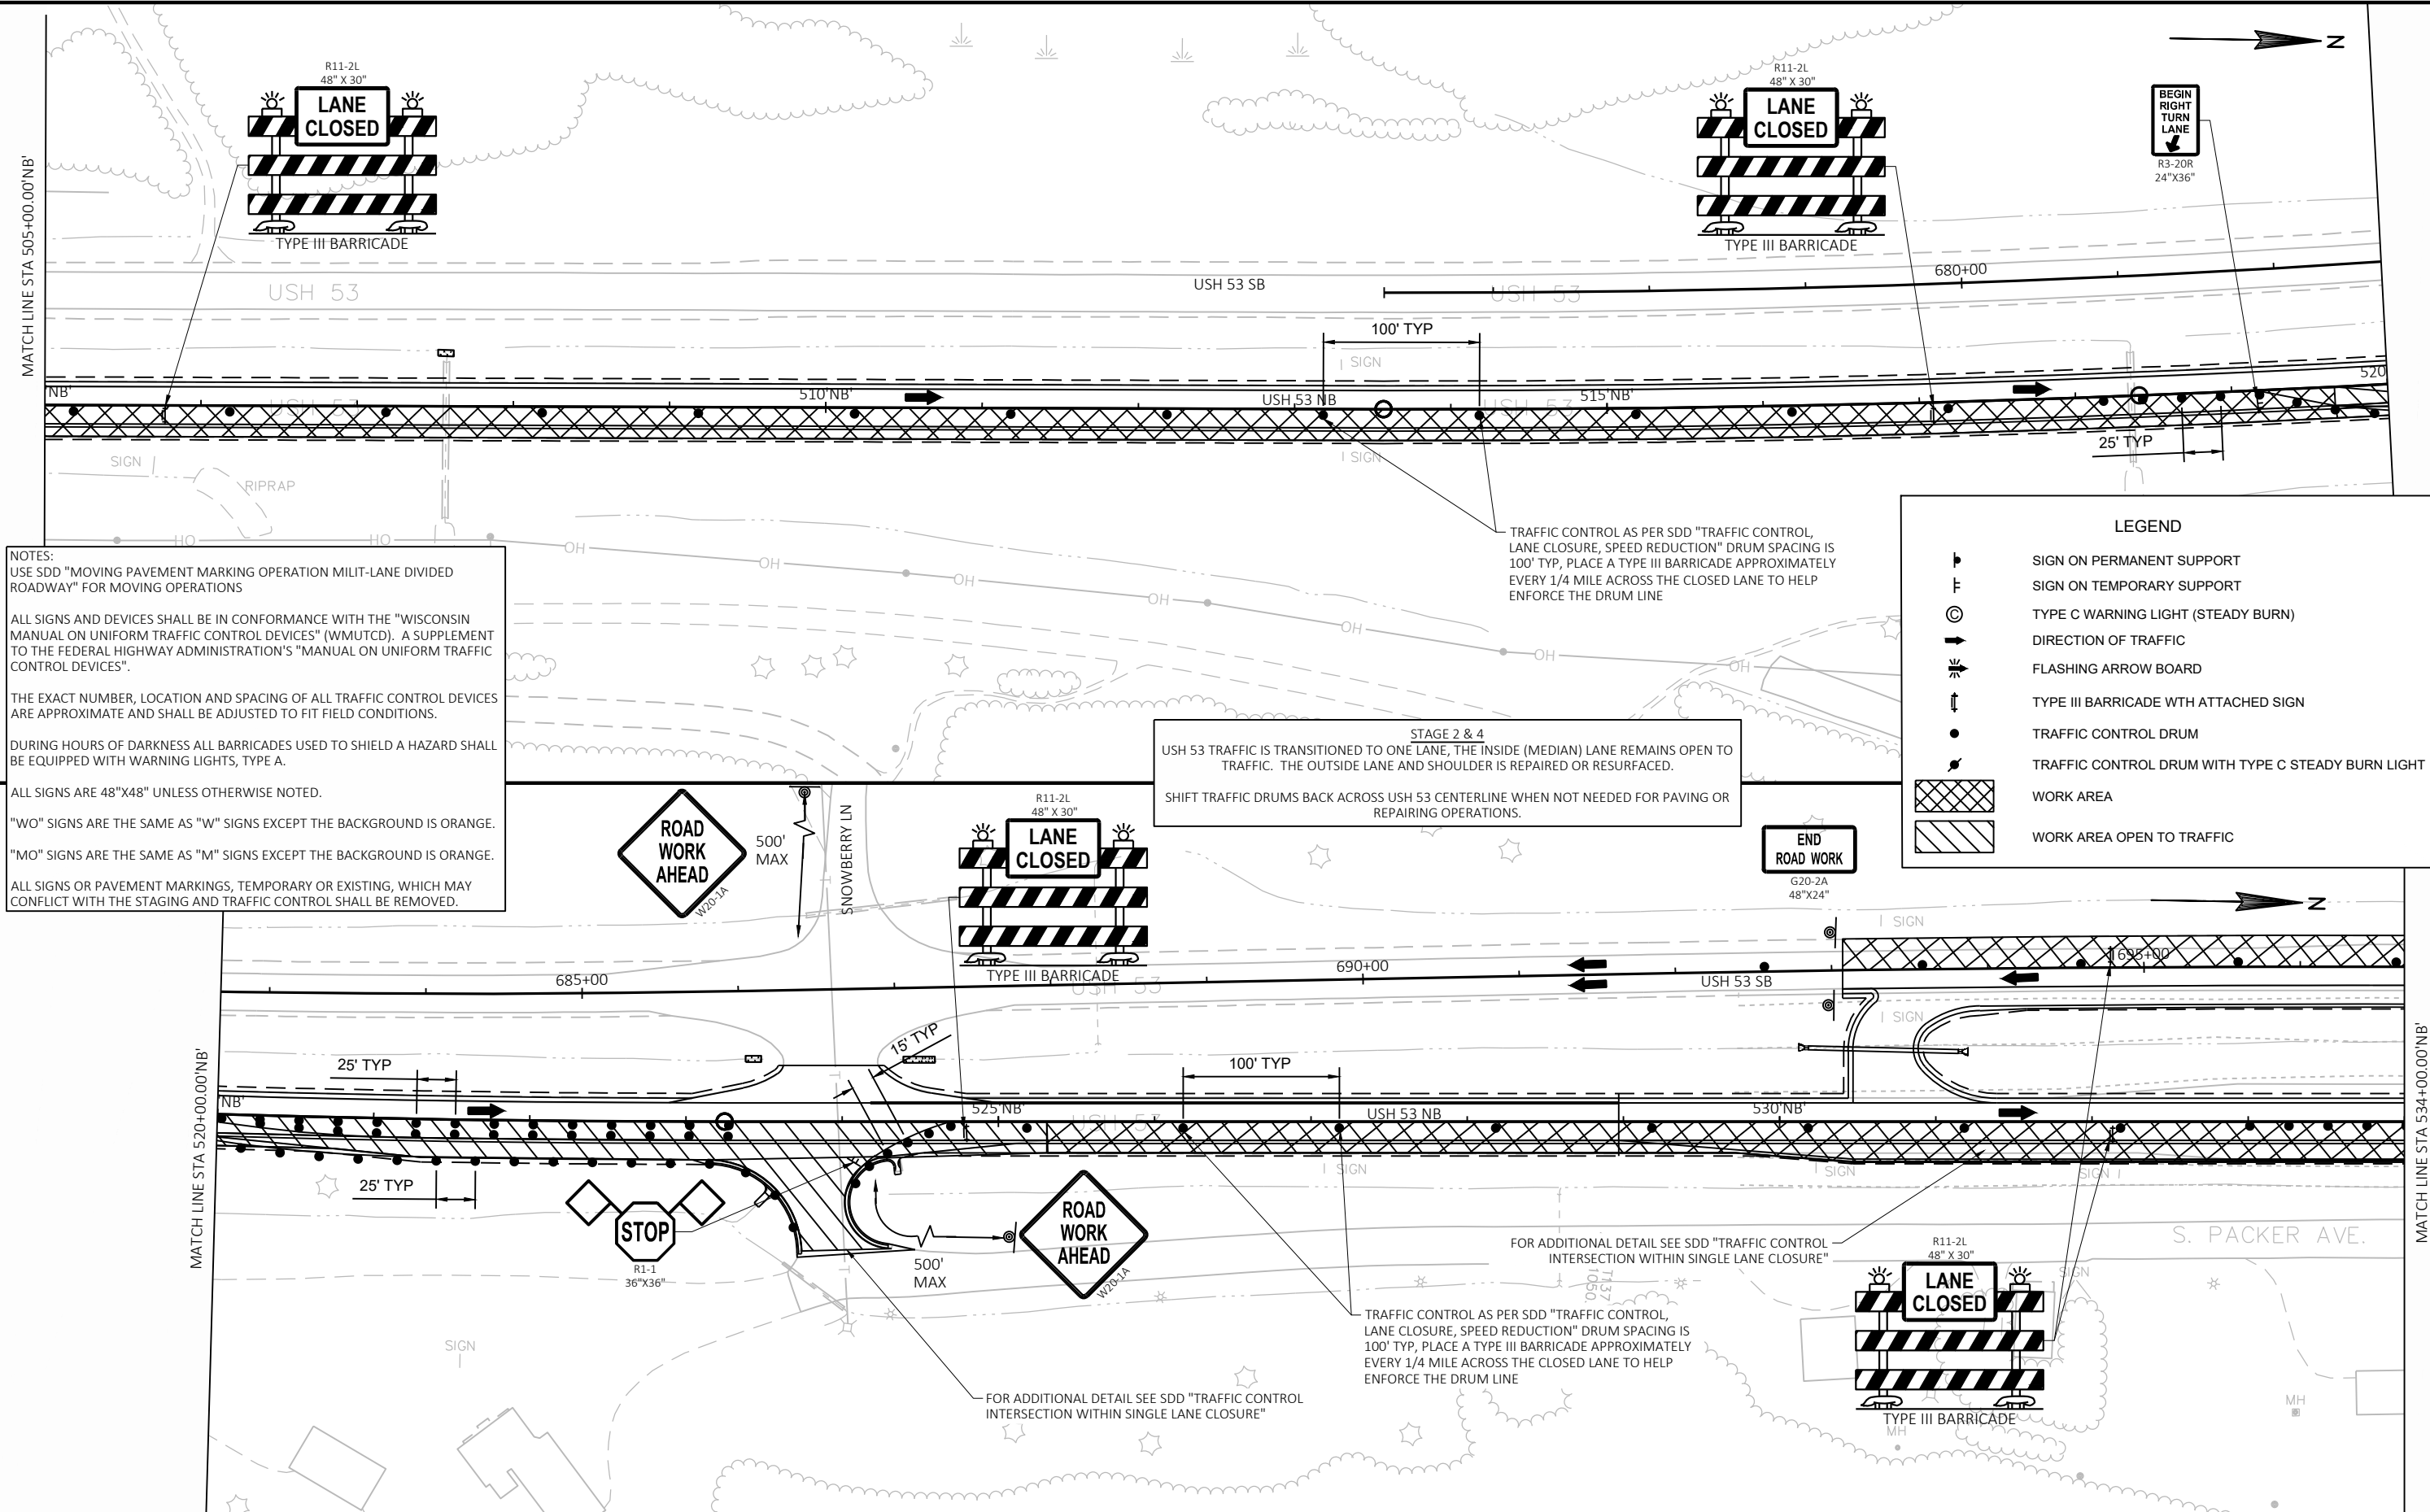 R11-2L
48" X 30"
LANE
CLOSED
TYPE III BARRICADE
R11-2L
48" X 30"
LANE
CLOSED
TYPE III BARRICADE
N
BEGIN
RIGHT
TURN
LANE
R3-20R
24"X36"
MATCH LINE STA 505+00.00'NB'
USH 53
USH 53 SB
USH 53
680+00
100' TYP
SIGN
NB'
USH 53
510'NB'
USH 53 NB
USH 53
515'NB'
520
SIGN
RIPRAP
SIGN
25' TYP
HO
HO
OH
OH
OH
OH
OH
OH
OH
TRAFFIC CONTROL AS PER SDD "TRAFFIC CONTROL,
LANE CLOSURE, SPEED REDUCTION" DRUM SPACING IS
100' TYP, PLACE A TYPE III BARRICADE APPROXIMATELY
EVERY 1/4 MILE ACROSS THE CLOSED LANE TO HELP
ENFORCE THE DRUM LINE
NOTES:
USE SDD "MOVING PAVEMENT MARKING OPERATION MILIT-LANE DIVIDED
ROADWAY" FOR MOVING OPERATIONS
ALL SIGNS AND DEVICES SHALL BE IN CONFORMANCE WITH THE "WISCONSIN
MANUAL ON UNIFORM TRAFFIC CONTROL DEVICES" (WMUTCD). A SUPPLEMENT
TO THE FEDERAL HIGHWAY ADMINISTRATION'S "MANUAL ON UNIFORM TRAFFIC
CONTROL DEVICES".
THE EXACT NUMBER, LOCATION AND SPACING OF ALL TRAFFIC CONTROL DEVICES
ARE APPROXIMATE AND SHALL BE ADJUSTED TO FIT FIELD CONDITIONS.
DURING HOURS OF DARKNESS ALL BARRICADES USED TO SHIELD A HAZARD SHALL
BE EQUIPPED WITH WARNING LIGHTS, TYPE A.
ALL SIGNS ARE 48"X48" UNLESS OTHERWISE NOTED.
"WO" SIGNS ARE THE SAME AS "W" SIGNS EXCEPT THE BACKGROUND IS ORANGE.
"MO" SIGNS ARE THE SAME AS "M" SIGNS EXCEPT THE BACKGROUND IS ORANGE.
ALL SIGNS OR PAVEMENT MARKINGS, TEMPORARY OR EXISTING, WHICH MAY
CONFLICT WITH THE STAGING AND TRAFFIC CONTROL SHALL BE REMOVED.
LEGEND
SIGN ON PERMANENT SUPPORT
SIGN ON TEMPORARY SUPPORT
C
TYPE C WARNING LIGHT (STEADY BURN)
DIRECTION OF TRAFFIC
FLASHING ARROW BOARD
TYPE III BARRICADE WTH ATTACHED SIGN
TRAFFIC CONTROL DRUM
TRAFFIC CONTROL DRUM WITH TYPE C STEADY BURN LIGHT
WORK AREA
WORK AREA OPEN TO TRAFFIC
STAGE 2 & 4
USH 53 TRAFFIC IS TRANSITIONED TO ONE LANE, THE INSIDE (MEDIAN) LANE REMAINS OPEN TO
TRAFFIC. THE OUTSIDE LANE AND SHOULDER IS REPAIRED OR RESURFACED.
SHIFT TRAFFIC DRUMS BACK ACROSS USH 53 CENTERLINE WHEN NOT NEEDED FOR PAVING OR
REPAIRING OPERATIONS.
ROAD
WORK
AHEAD
W20-1A
500'
MAX
SNOWBERRY LN
R11-2L
48" X 30"
LANE
CLOSED
TYPE III BARRICADE
END
ROAD WORK
G20-2A
48"X24"
N
SIGN
SIGN
685+00
USH 53
690+00
USH 53 SB
695+00
MATCH LINE STA 520+00.00'NB'
MATCH LINE STA 534+00.00'NB'
25' TYP
15' TYP
100' TYP
NB'
525'NB'
USH 53
USH 53 NB
530'NB'
25' TYP
SIGN
SIGN
SIGN
STOP
R1-1
36"X36"
500'
MAX
ROAD
WORK
AHEAD
W20-1A
FOR ADDITIONAL DETAIL SEE SDD "TRAFFIC CONTROL
INTERSECTION WITHIN SINGLE LANE CLOSURE"
S. PACKER AVE.
R11-2L
48" X 30"
LANE
CLOSED
TYPE III BARRICADE
SIGN
T137
1050
TRAFFIC CONTROL AS PER SDD "TRAFFIC CONTROL,
LANE CLOSURE, SPEED REDUCTION" DRUM SPACING IS
100' TYP, PLACE A TYPE III BARRICADE APPROXIMATELY
EVERY 1/4 MILE ACROSS THE CLOSED LANE TO HELP
ENFORCE THE DRUM LINE
SIGN
FOR ADDITIONAL DETAIL SEE SDD "TRAFFIC CONTROL
INTERSECTION WITHIN SINGLE LANE CLOSURE"
MH
MH